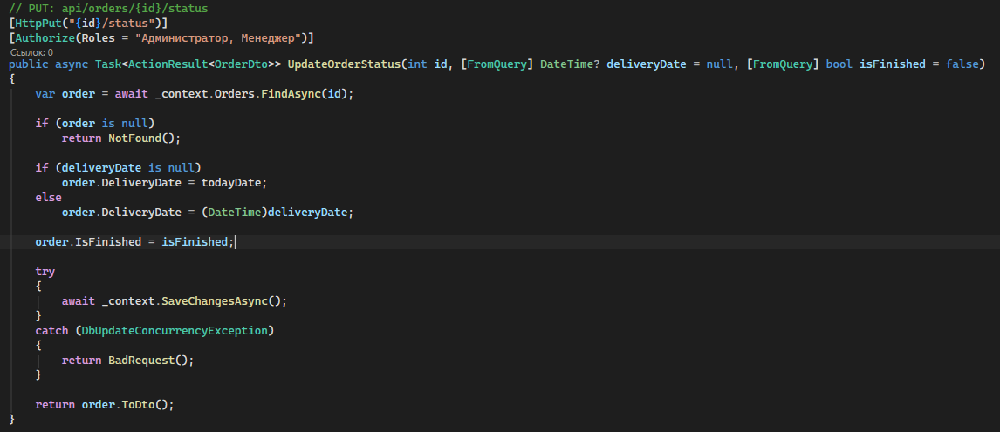 // PUT: api/orders/{id}/status
[HttpPut("{id}/status")]
[Authorize(Roles = "Администратор, Менеджер")]
Ссылок: 0
public async Task<ActionResult<OrderDto>> UpdateOrderStatus(int id, [FromQuery] DateTime? deliveryDate = null, [FromQuery] bool isFinished = false)
{
    var order = await _context.Orders.FindAsync(id);

    if (order is null)
        return NotFound();

    if (deliveryDate is null)
        order.DeliveryDate = todayDate;
    else
        order.DeliveryDate = (DateTime)deliveryDate;

    order.IsFinished = isFinished;

    try
    {
        await _context.SaveChangesAsync();
    }
    catch (DbUpdateConcurrencyException)
    {
        return BadRequest();
    }

    return order.ToDto();
}